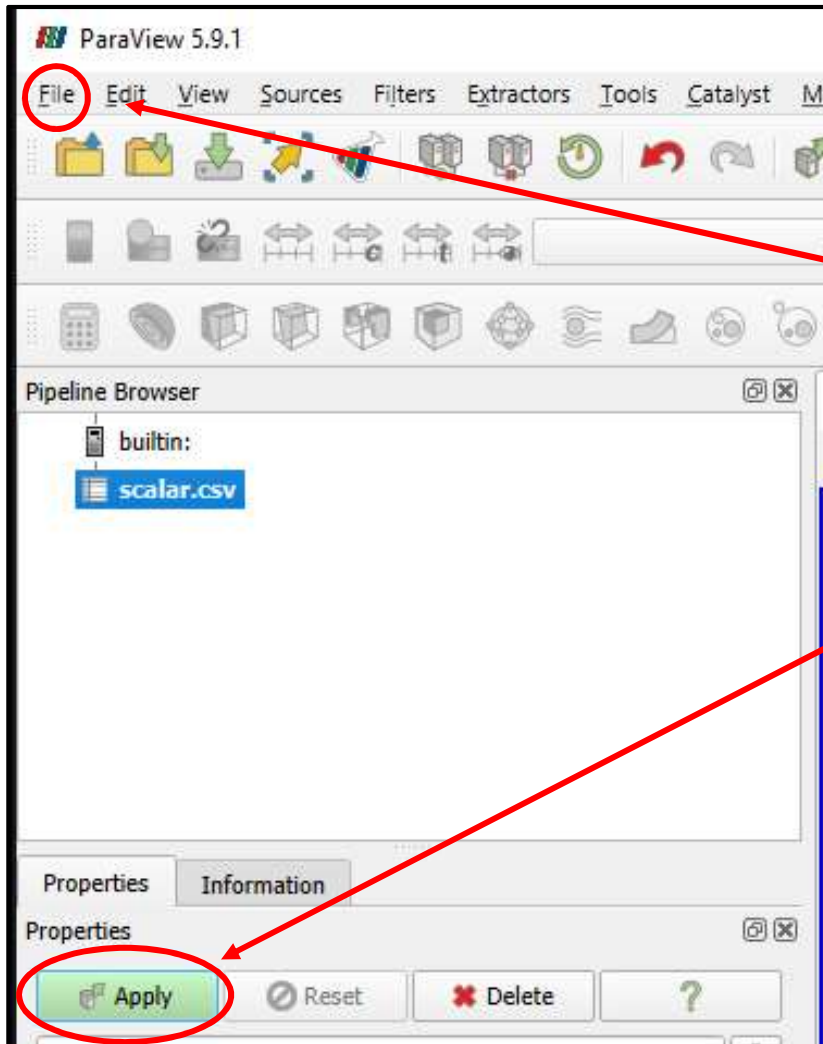 ParaView 5.9.1
File Edit View Sources Filters Extractors Tools Catalyst M
Pipeline Browser
builtin:
scalar.csv
Properties Information
Properties
Apply Reset Delete ?